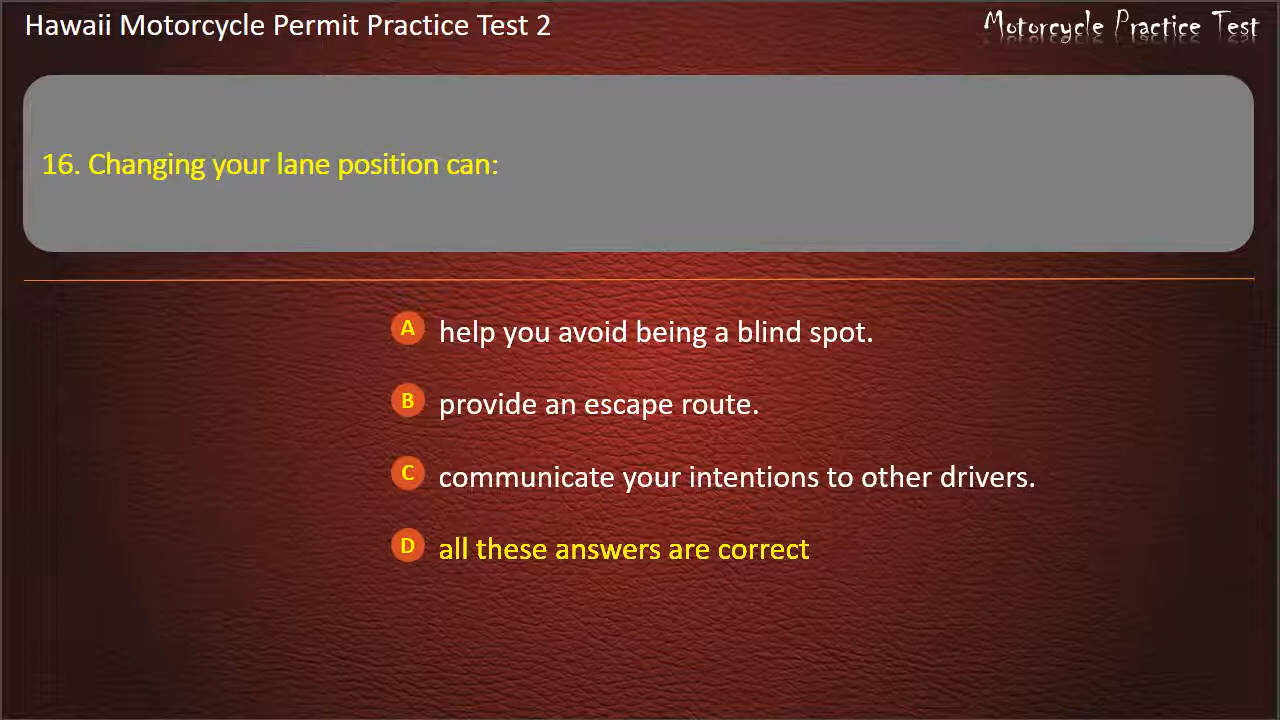 Hawaii Motorcycle Permit Practice Test 2
Motorcycle Practice Test
16. Changing your lane position can:
A help you avoid being a blind spot.
B provide an escape route.
C communicate your intentions to other drivers.
D all these answers are correct